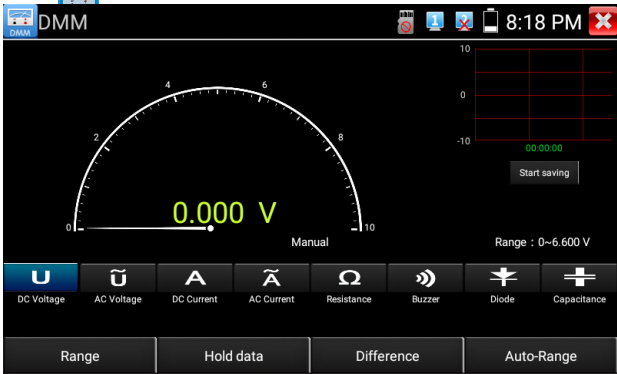 DMM
DMM
1
8:18 PM
10
0
-10
00:00:00
Start saving
0
2
4
6
8
10
0.000 V
Manual
Range : 0~6.600 V
U
Ũ
A
Ã
Ω
DC Voltage
AC Voltage
DC Current
AC Current
Resistance
Buzzer
Diode
Capacitance
Range
Hold data
Difference
Auto-Range